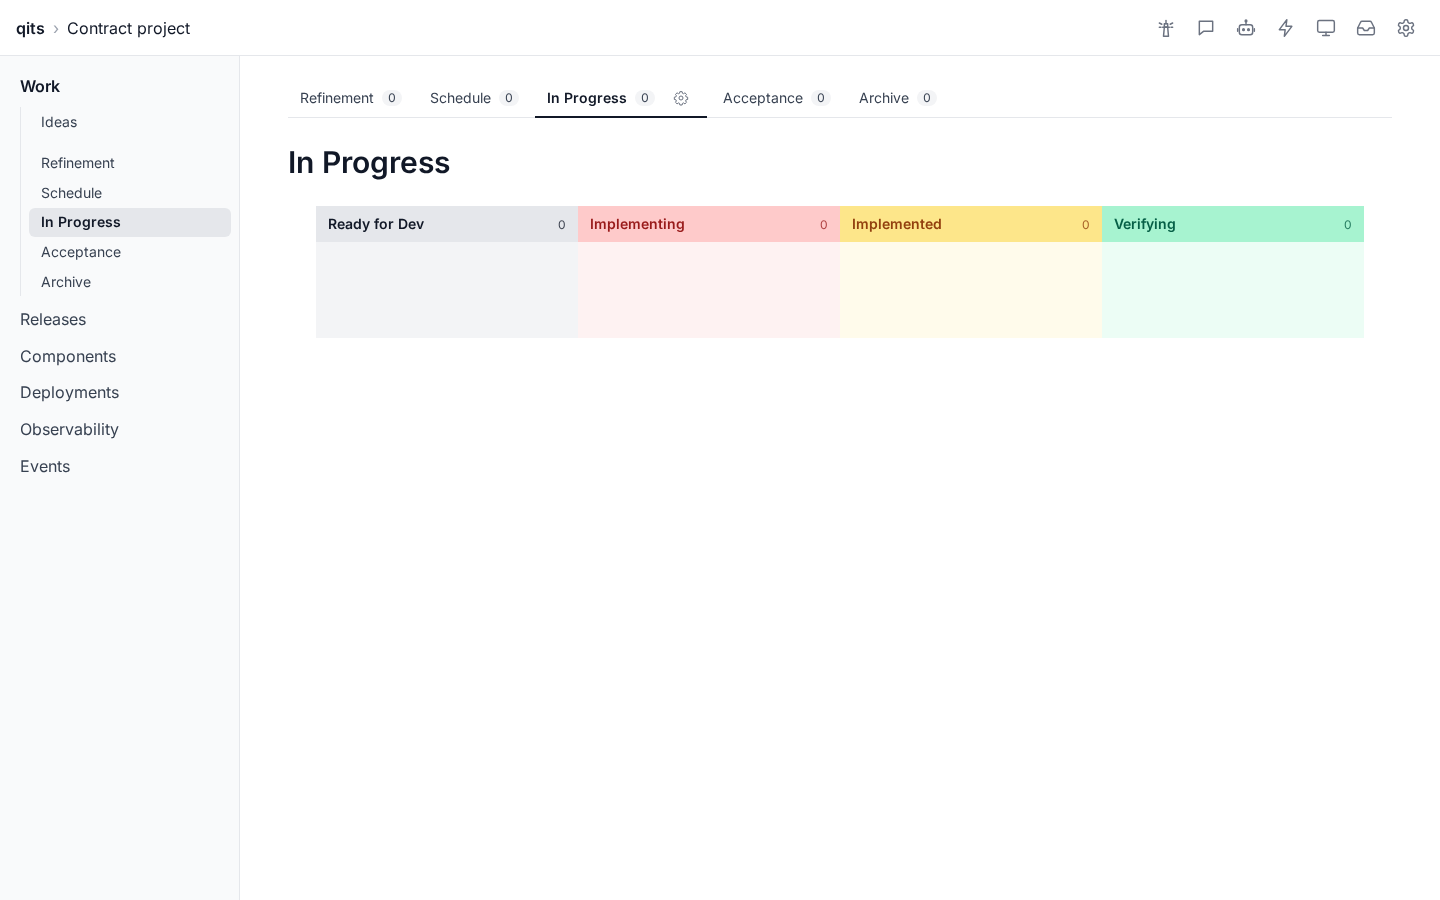 qits › Contract project
Work
Ideas
Refinement
Schedule
In Progress
Acceptance
Archive
Releases
Components
Deployments
Observability
Events
Refinement 0 Schedule 0 In Progress 0 Acceptance 0 Archive 0
In Progress
Ready for Dev 0 Implementing 0 Implemented 0 Verifying 0